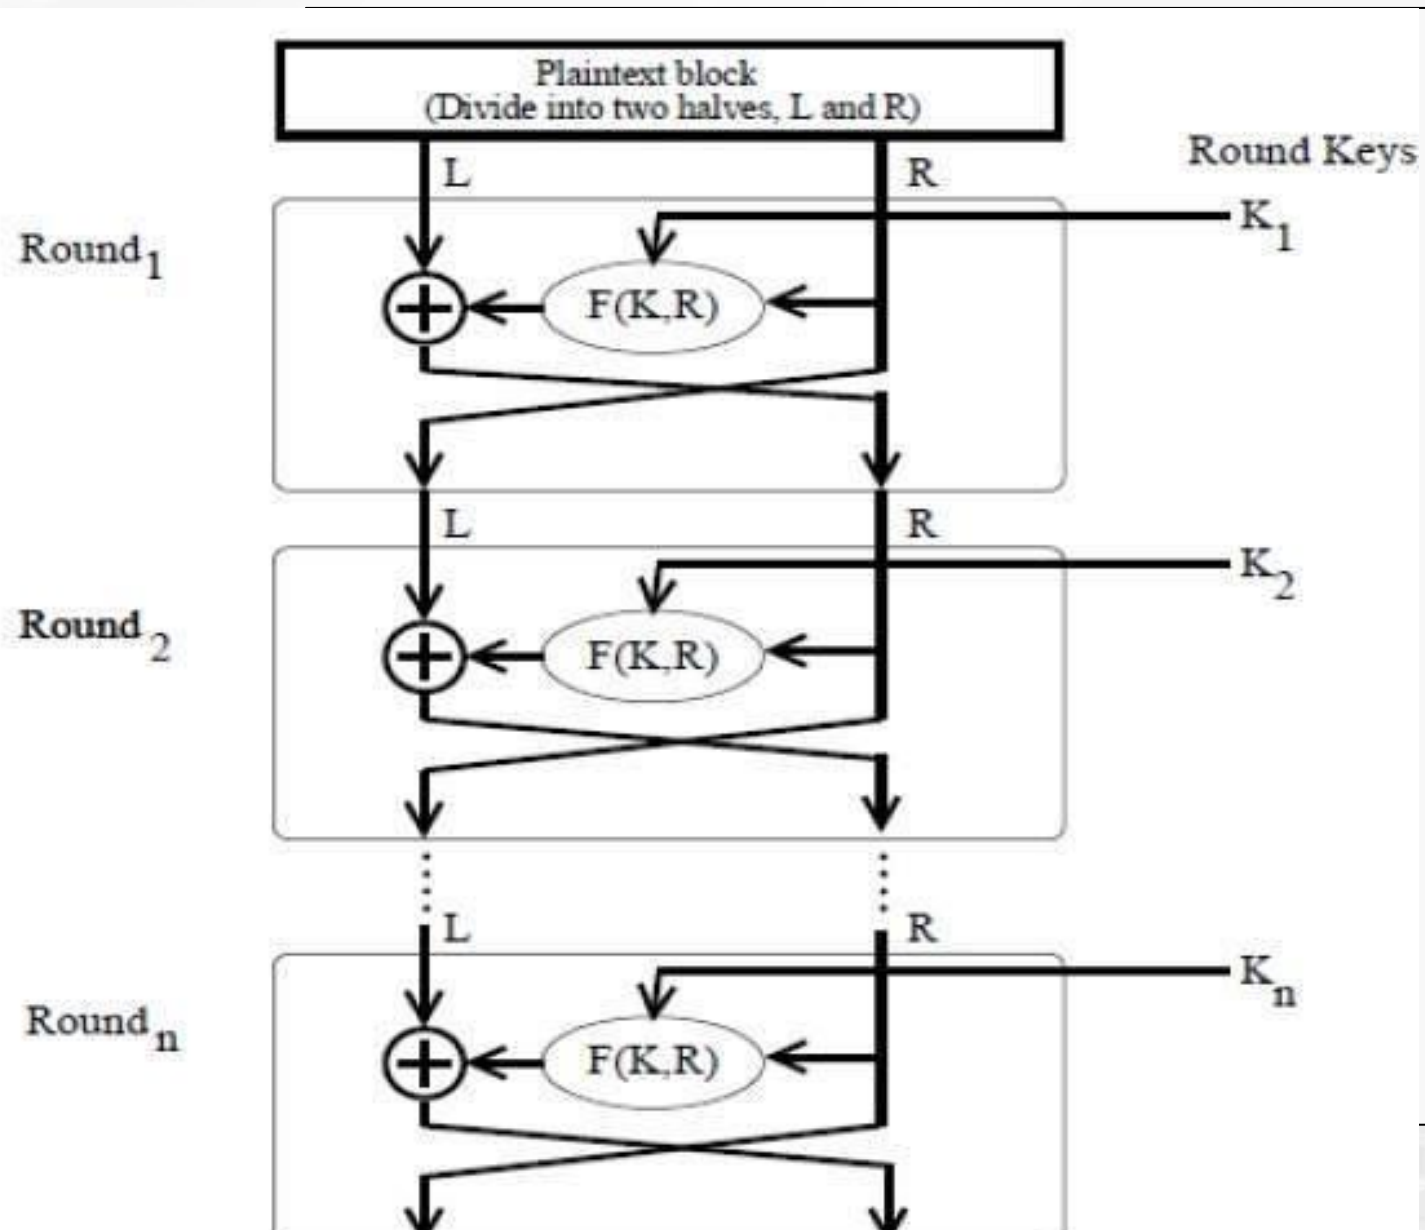 Plaintext block
(Divide into two halves, L and R)
Round Keys
L
R
K1
Round1
F(K,R)
L
R
K2
Round2
F(K,R)
L
R
Kn
Roundn
F(K,R)